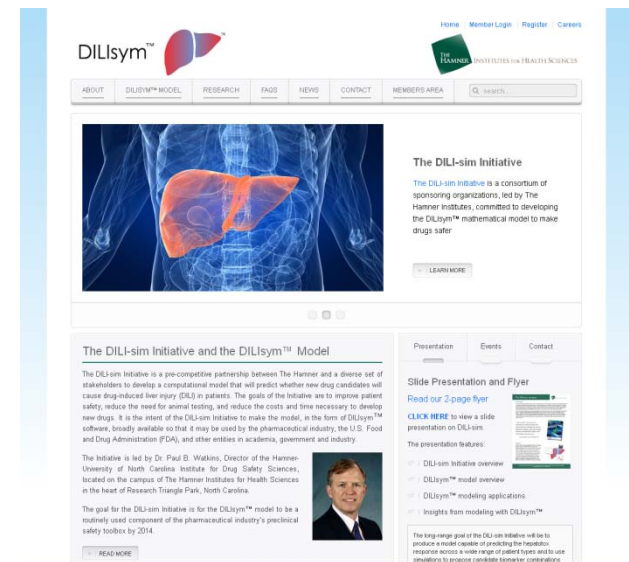 Home Member Login Register Careers
DILIsym™
THE HAMNER INSTITUTES FOR HEALTH SCIENCES
ABOUT DILISYM™ MODEL RESEARCH FAQS NEWS CONTACT MEMBERS AREA search...
The DILI-sim Initiative
The DILI-sim Initiative is a consortium of
sponsoring organizations, led by The
Hamner Institutes, committed to developing
the DILIsym™ mathematical model to make
drugs safer
LEARN MORE
The DILI-sim Initiative and the DILIsym™ Model
The DILI-sim Initiative is a pre-competitive partnership between The Hamner and a diverse set of
stakeholders to develop a computational model that will predict whether new drug candidates will
cause drug-induced liver injury (DILI) in patients. The goals of the Initiative are to improve patient
safety, reduce the need for animal testing, and reduce the costs and time necessary to develop
new drugs. It is the intent of the DILI-sim Initiative to make the model, in the form of DILIsym™
software, broadly available so that it may be used by the pharmaceutical industry, the U.S. Food
and Drug Administration (FDA), and other entities in academia, government and industry.
The Initiative is led by Dr. Paul B. Watkins, Director of the Hamner-
University of North Carolina Institute for Drug Safety Sciences,
located on the campus of The Hamner Institutes for Health Sciences
in the heart of Research Triangle Park, North Carolina.
The goal for the DILI-sim Initiative is for the DILIsym™ model to be a
routinely used component of the pharmaceutical industry's preclinical
safety toolbox by 2014.
READ MORE
Presentation Events Contact
Slide Presentation and Flyer
Read our 2-page flyer
CLICK HERE to view a slide
presentation on DILI-sim.
The presentation features:
DILI-sim Initiative overview
DILIsym™ model overview
DILIsym™ modeling applications
Insights from modeling with DILIsym™
The long-range goal of the DILI-sim Initiative will be to
produce a model capable of predicting the hepatotox
response across a wide range of patient types and to use
simulations to propose candidate biomarker combinations